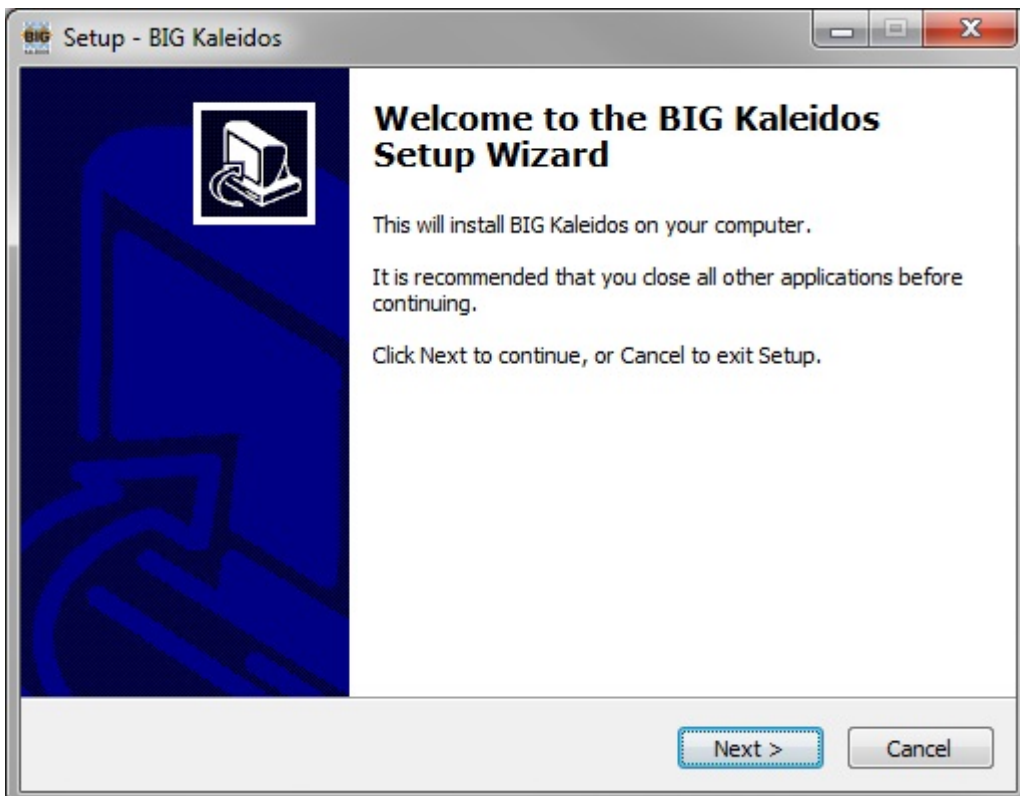 BIG
Setup - BIG Kaleidos
Welcome to the BIG Kaleidos
Setup Wizard
This will install BIG Kaleidos on your computer.
It is recommended that you close all other applications before
continuing.
Click Next to continue, or Cancel to exit Setup.
Next >
Cancel